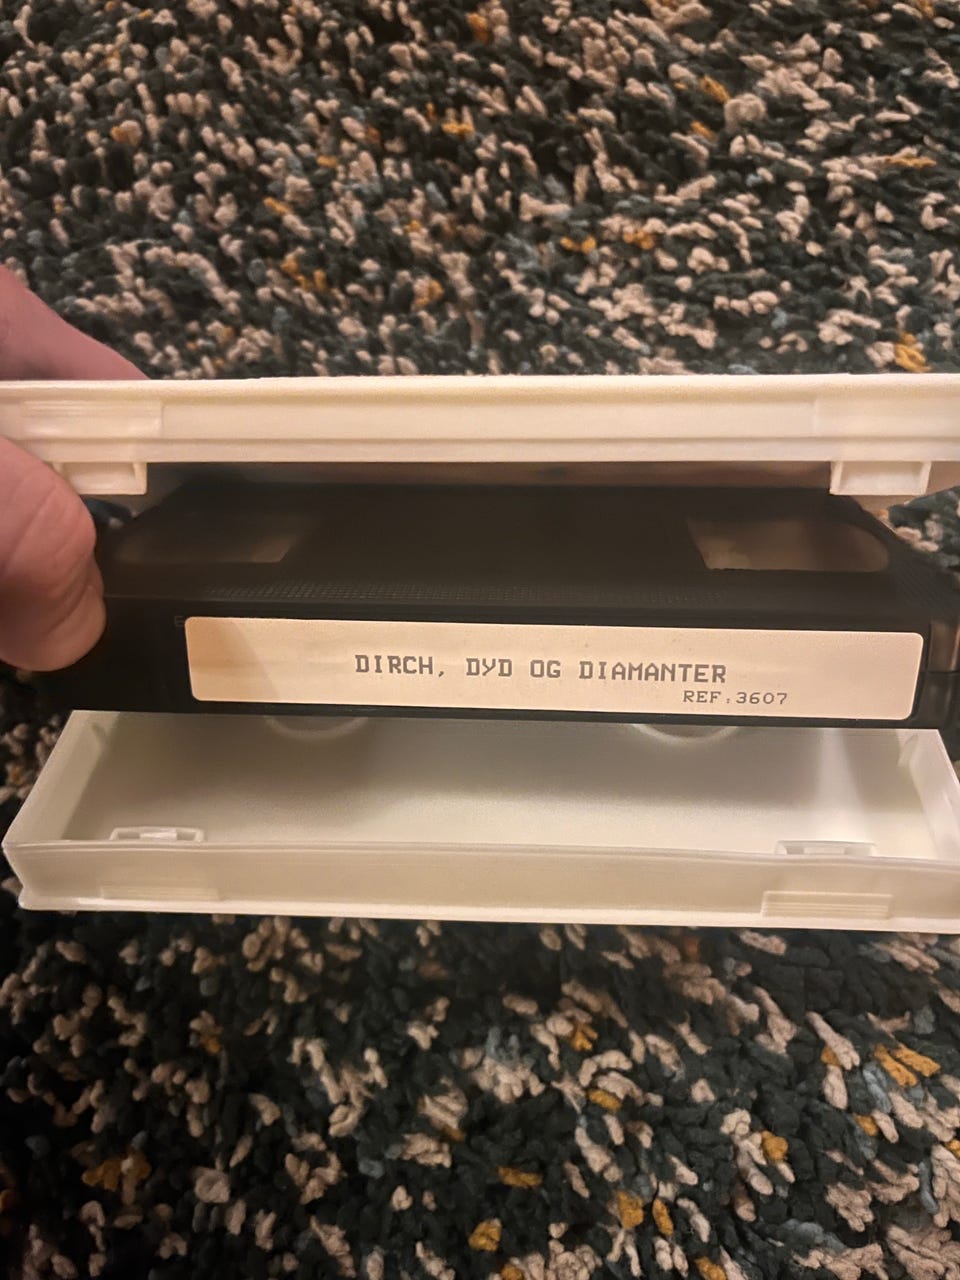 DIRCH, DYD OG DIAMANTER
REF:3607